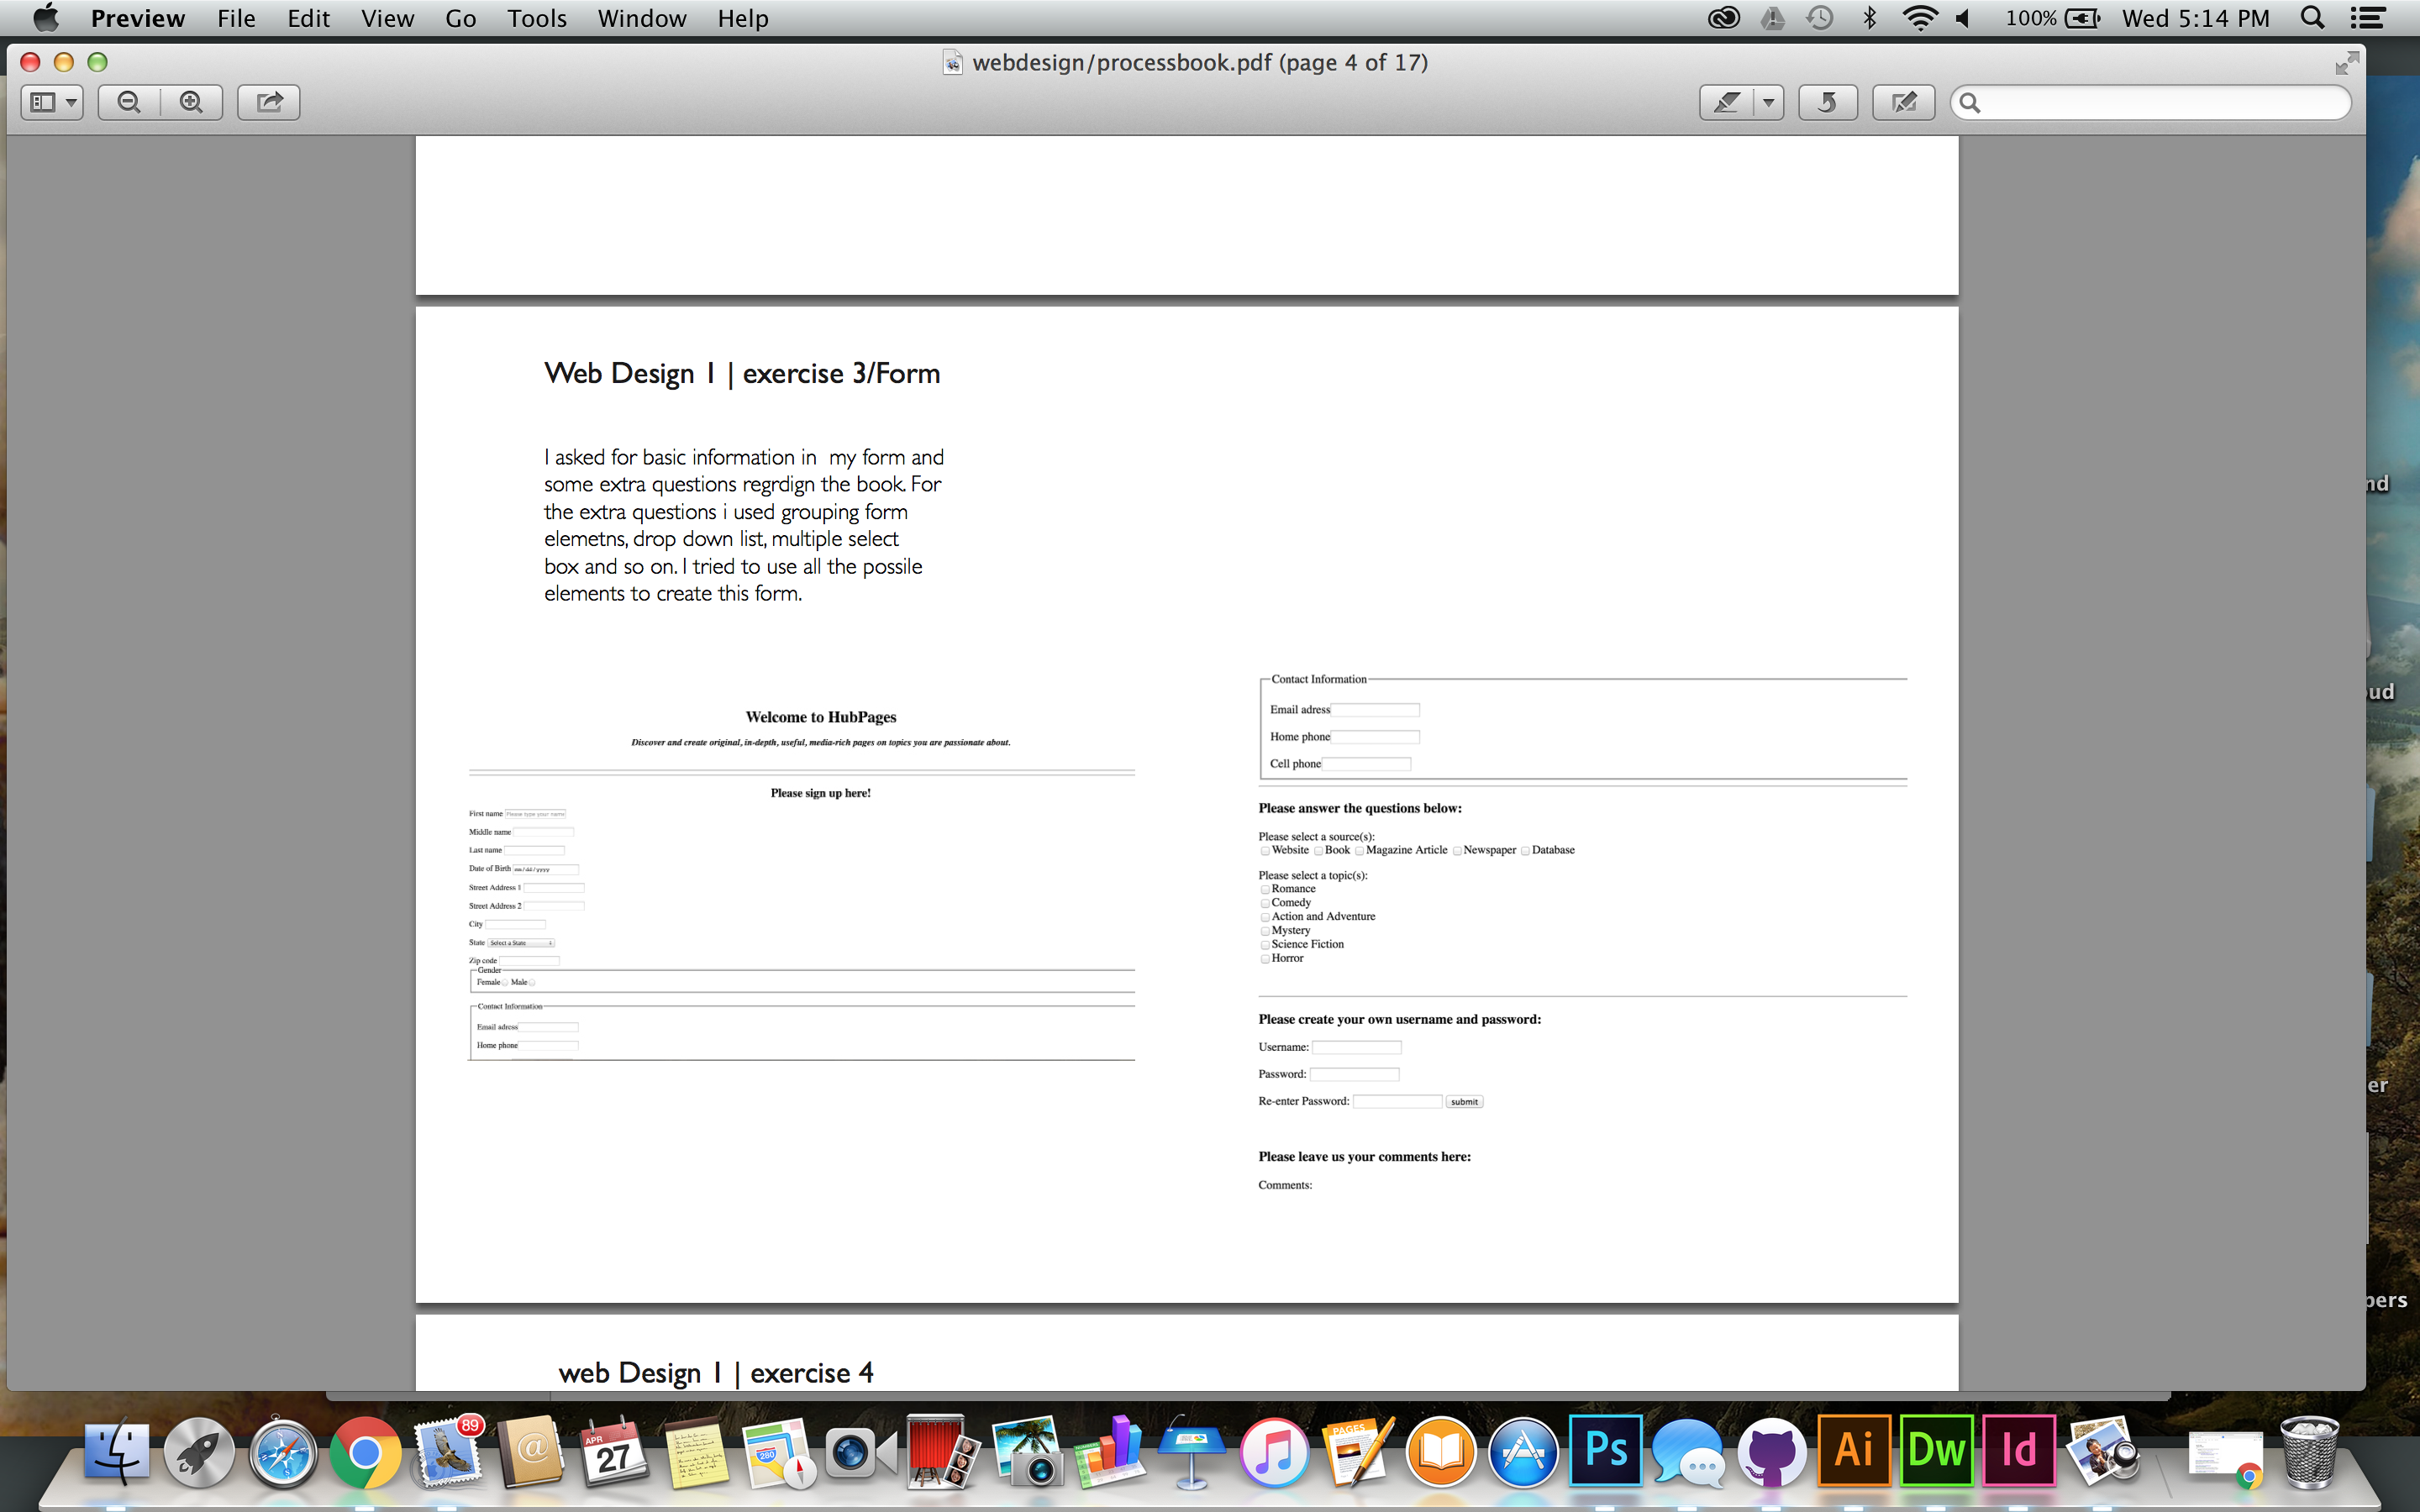 Preview File Edit View Go Tools Window Help
100% Wed 5:14 PM
webdesign/processbook.pdf (page 4 of 17)
Web Design 1 | exercise 3/Form
I asked for basic information in  my form and
some extra questions regrdign the book. For
the extra questions i used grouping form
elemetns, drop down list, multiple select
box and so on. I tried to use all the possile
elements to create this form.
Welcome to HubPages
Discover and create original, in-depth, useful, media-rich pages on topics you are passionate about.
Please sign up here!
First name Please type your name
Middle name
Last name
Date of Birth mm/dd/yyyy
Street Address 1
Street Address 2
City
State Select a State
Zip code
Gender
Female Male
Contact Information
Email adress
Home phone
Contact Information
Email adress
Home phone
Cell phone
Please answer the questions below:
Please select a source(s):
Website Book Magazine Article Newspaper Database
Please select a topic(s):
Romance
Comedy
Action and Adventure
Mystery
Science Fiction
Horror
Please create your own username and password:
Username:
Password:
Re-enter Password: submit
Please leave us your comments here:
Comments:
web Design 1 | exercise 4
nd
ud
er
pers
89
@
APR
27
280
NUMBERS
PAGES
Ps
Ai
Dw
Id